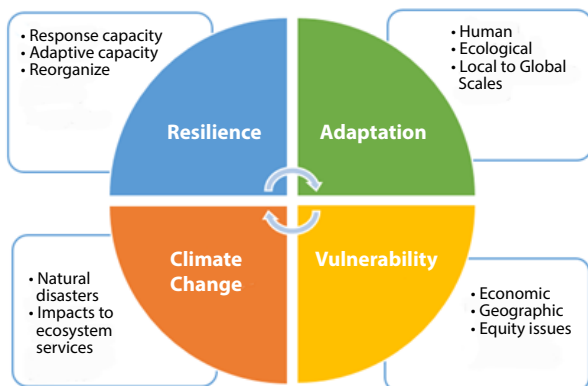 • Response capacity
• Adaptive capacity
• Reorganize
• Human
• Ecological
• Local to Global
Scales
Resilience
Adaptation
Climate
Change
Vulnerability
• Natural
disasters
• Impacts to
ecosystem
services
• Economic
• Geographic
• Equity issues